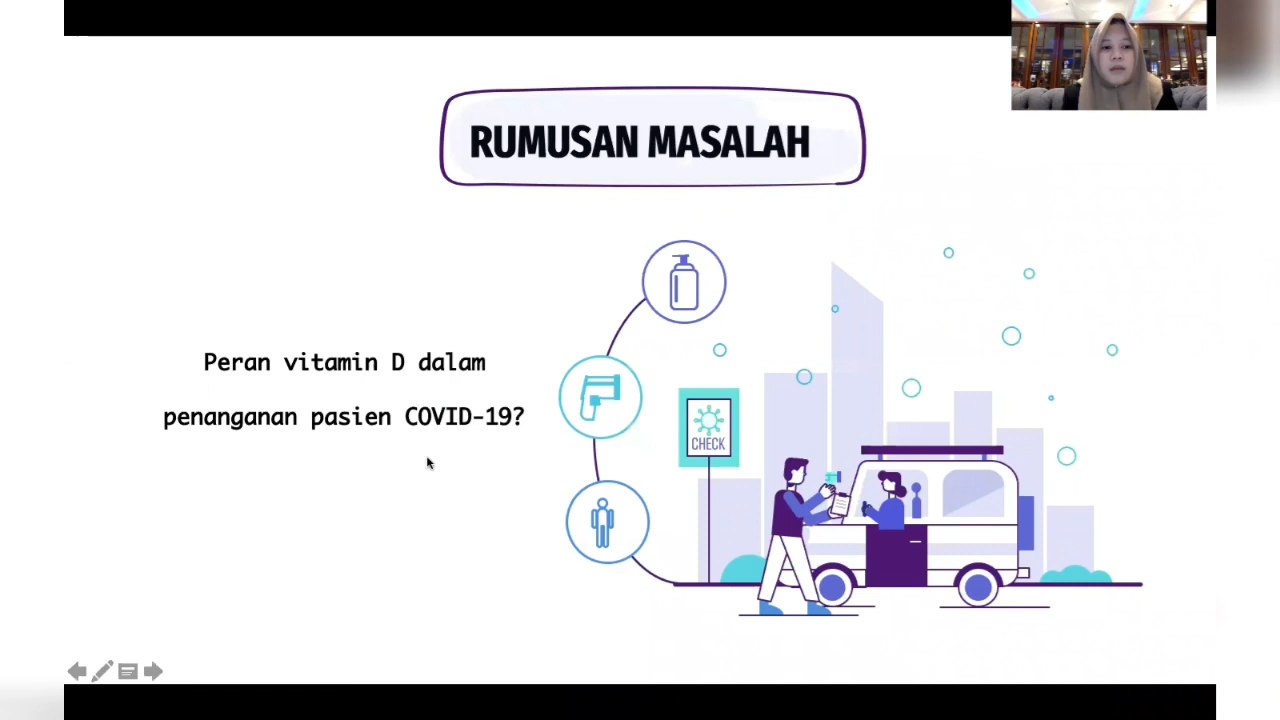 RUMUSAN MASALAH
Peran vitamin D dalam
penanganan pasien COVID-19?
CHECK